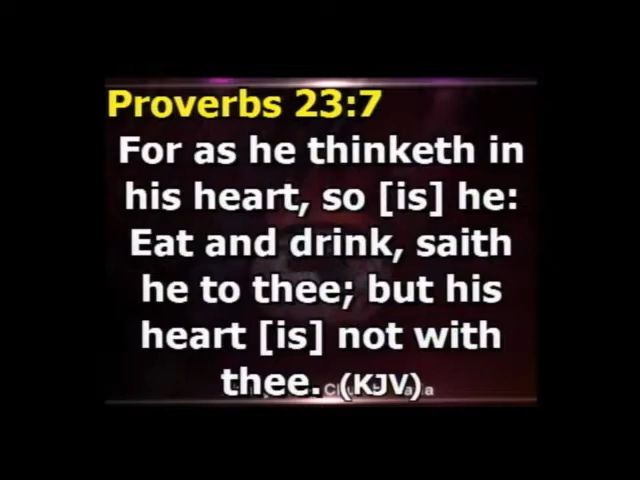 Proverbs 23:7
For as he thinketh in
his heart, so [is] he:
Eat and drink, saith
he to thee; but his
heart [is] not with
thee. (KJV)